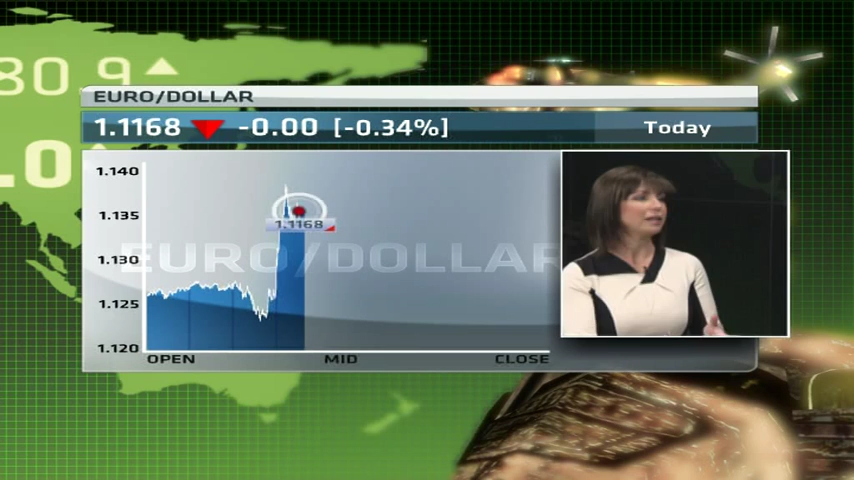 80.9
.0
EURO/DOLLAR
1.1168 -0.00 [-0.34%] Today
1.140
1.135
1.1168
1.130
EURO/DOLLAR
1.125
1.120
OPEN MID CLOSE